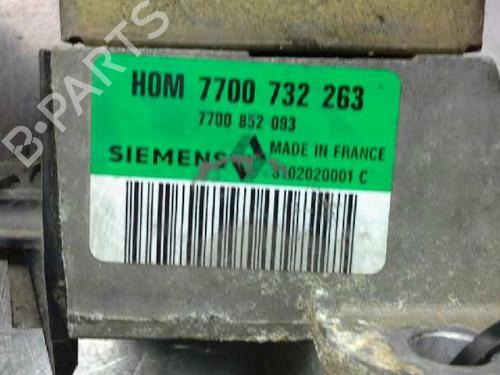 HOM 7700 732 263
7700 852 093
SIEMENS MADE IN FRANCE
S102020001 C
B-PARTS